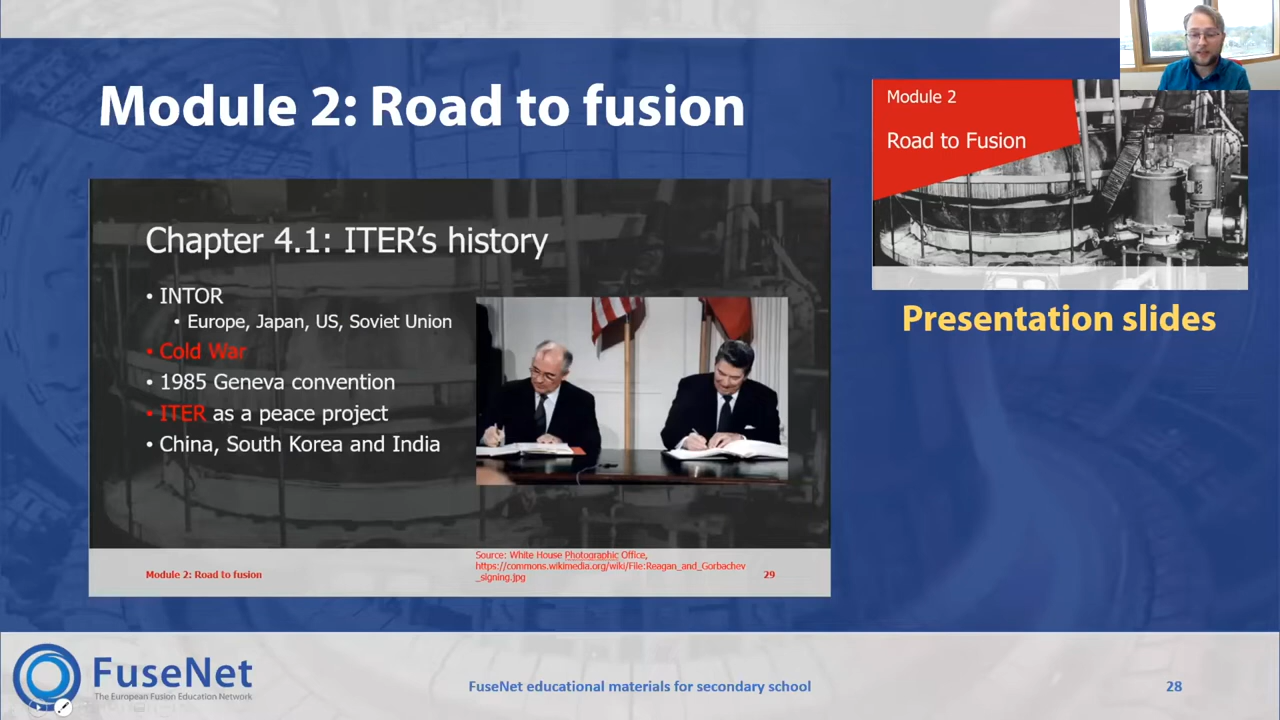 Module 2: Road to fusion
Module 2
Road to Fusion
Presentation slides
Chapter 4.1: ITER's history
• INTOR
• Europe, Japan, US, Soviet Union
• Cold War
• 1985 Geneva convention
• ITER as a peace project
• China, South Korea and India
Source: White House Photographic Office,
https://commons.wikimedia.org/wiki/File:Reagan_and_Gorbachev
_signing.jpg
Module 2: Road to fusion
29
FuseNet
The European Fusion Education Network
FuseNet educational materials for secondary school
28